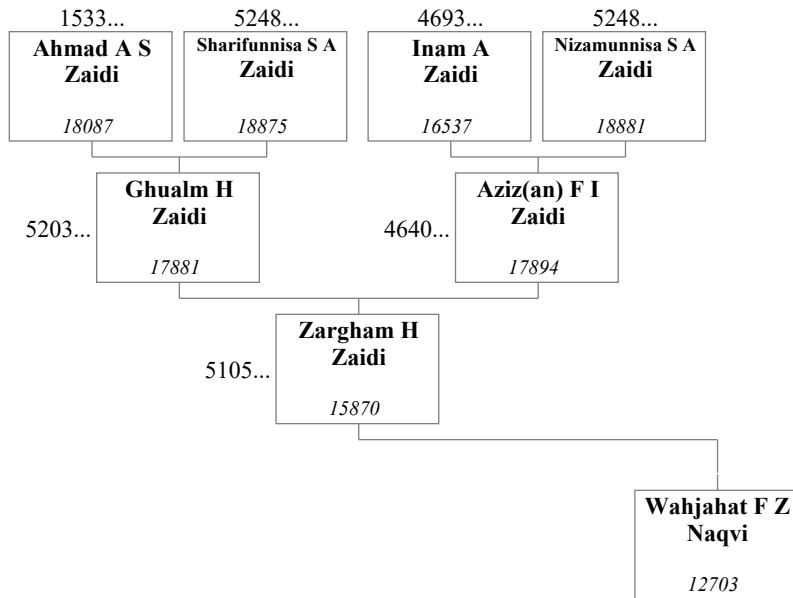 1533...
5248...
4693...
5248...
Ahmad A S
Zaidi
18087
Sharifunnisa S A
Zaidi
18875
Inam A
Zaidi
16537
Nizamunnisa S A
Zaidi
18881
5203...
Ghualm H
Zaidi
17881
4640...
Aziz(an) F I
Zaidi
17894
5105...
Zargham H
Zaidi
15870
Wahjahat F Z
Naqvi
12703